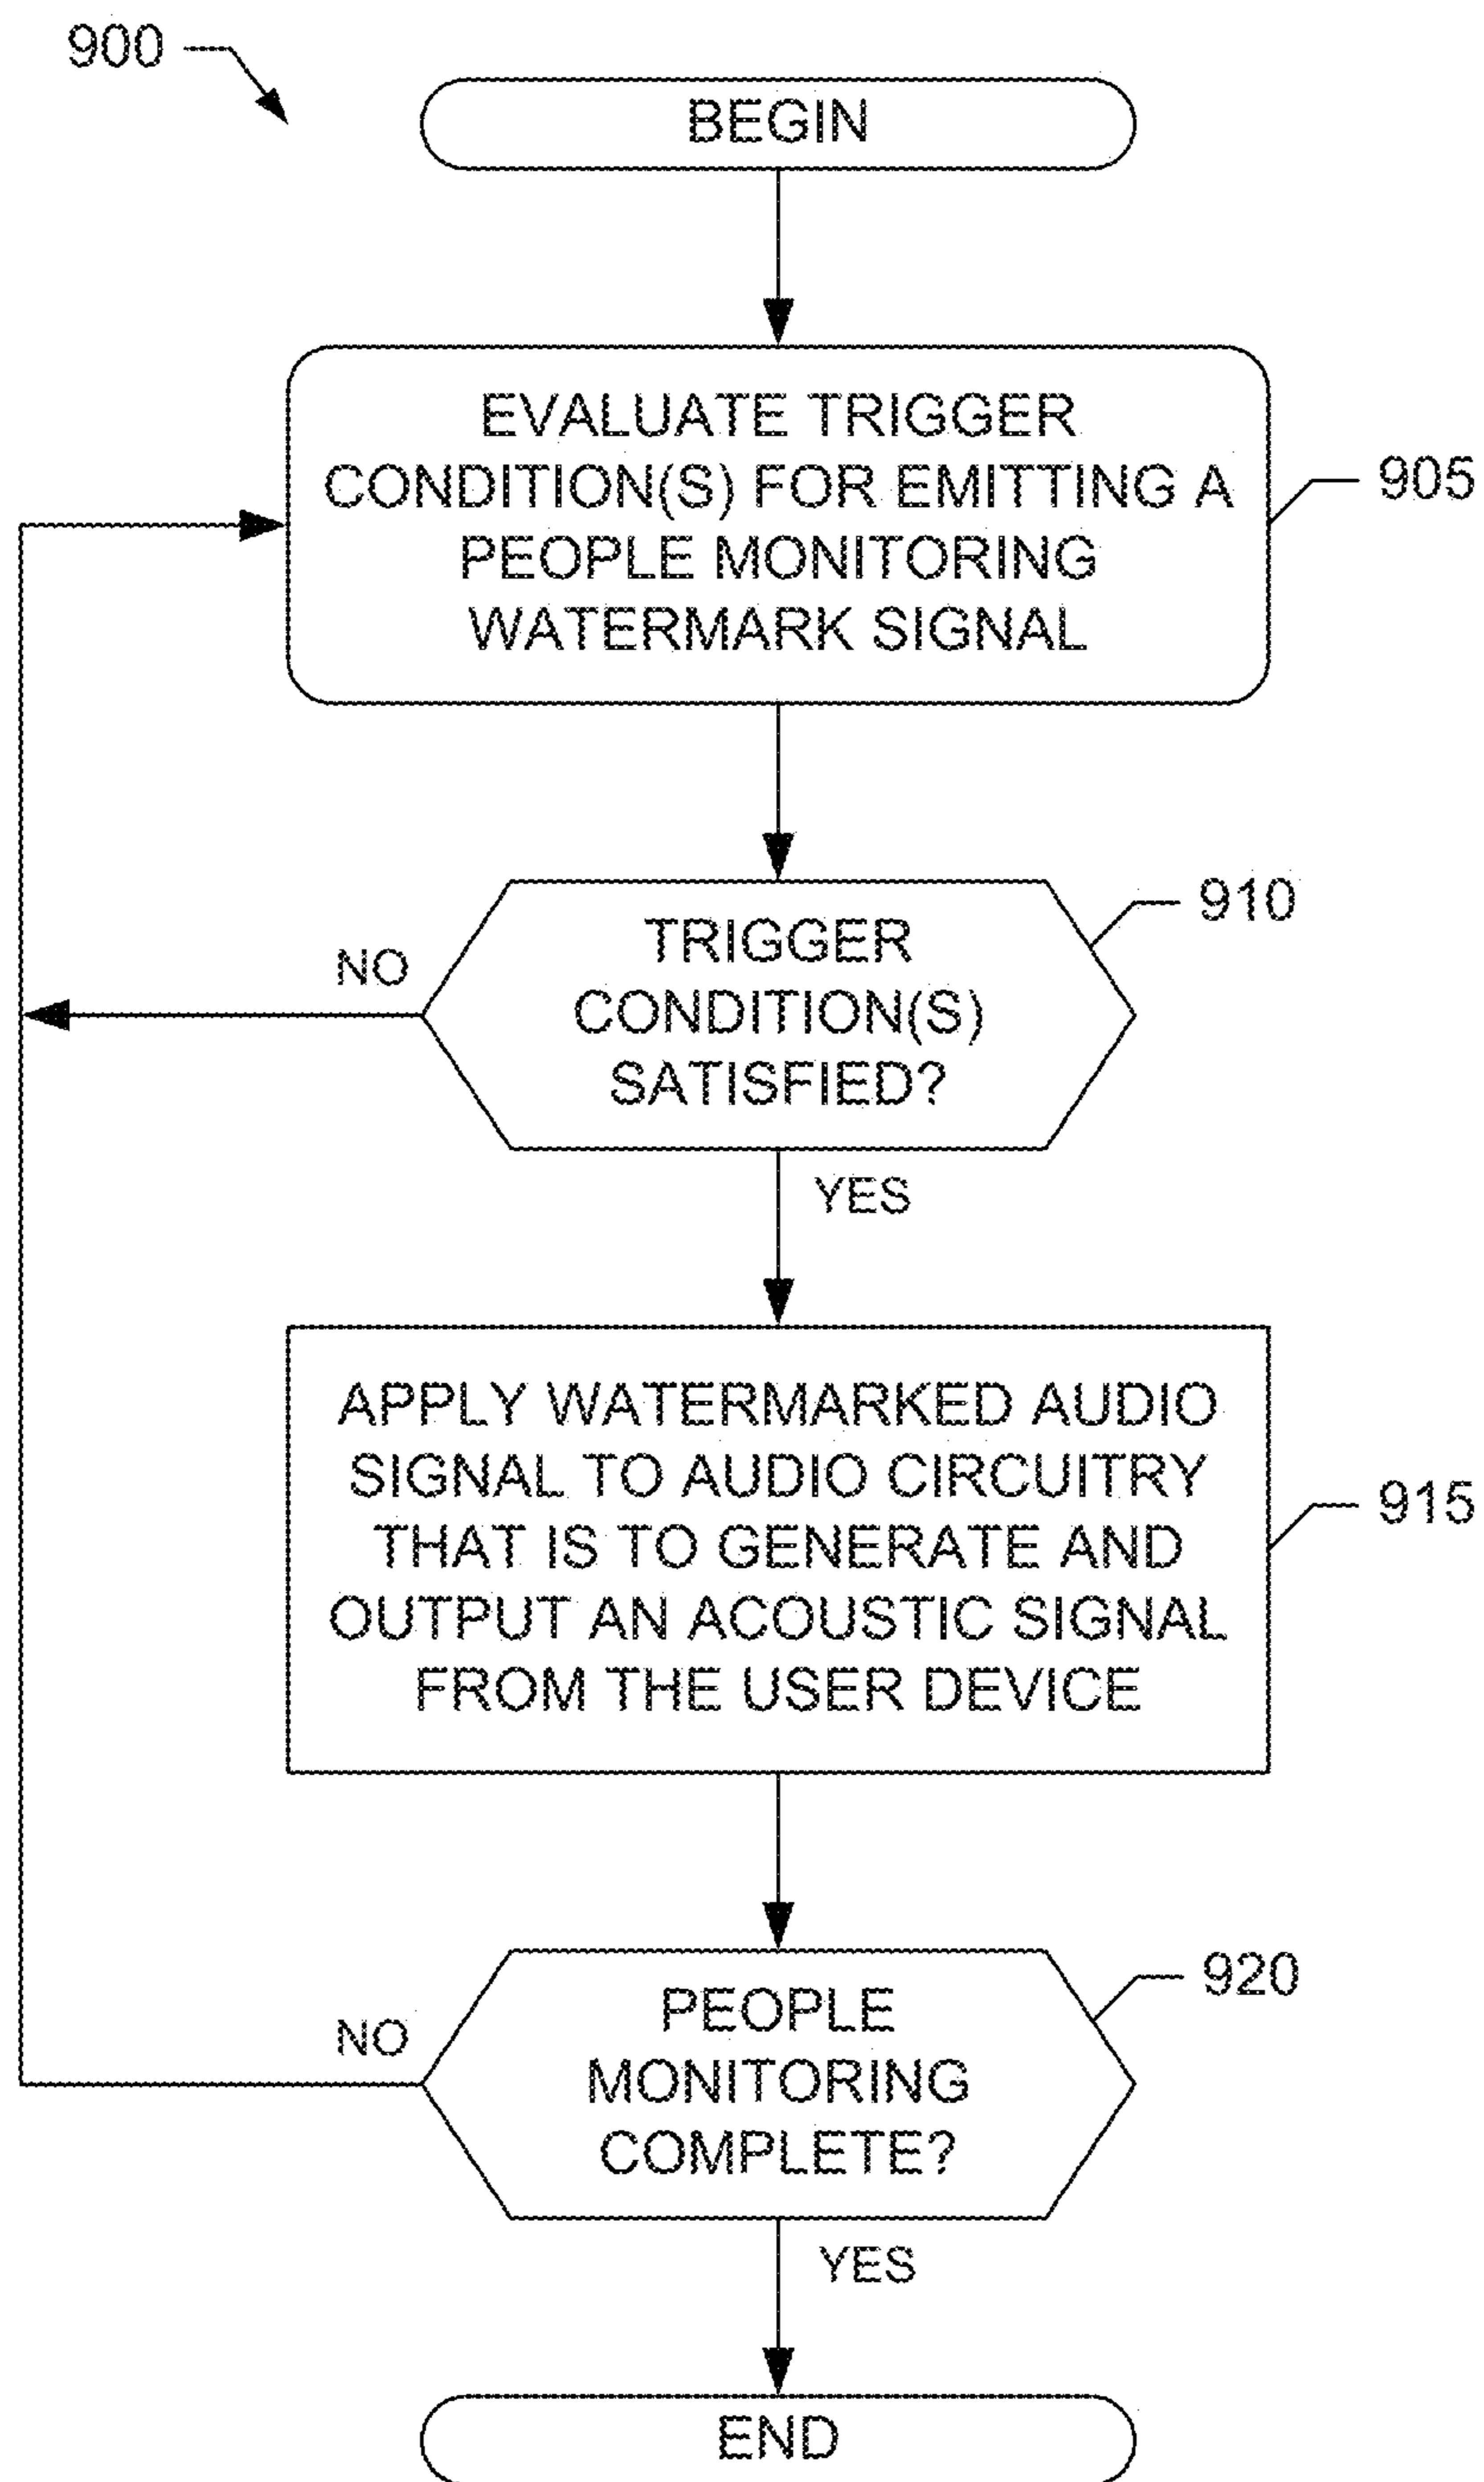 900
BEGIN
EVALUATE TRIGGER
CONDITION(S) FOR EMITTING A
PEOPLE MONITORING
WATERMARK SIGNAL
905
TRIGGER
CONDITION(S)
SATISFIED?
910
NO
YES
APPLY WATERMARKED AUDIO
SIGNAL TO AUDIO CIRCUITRY
THAT IS TO GENERATE AND
OUTPUT AN ACOUSTIC SIGNAL
FROM THE USER DEVICE
915
PEOPLE
MONITORING
COMPLETE?
920
NO
YES
END